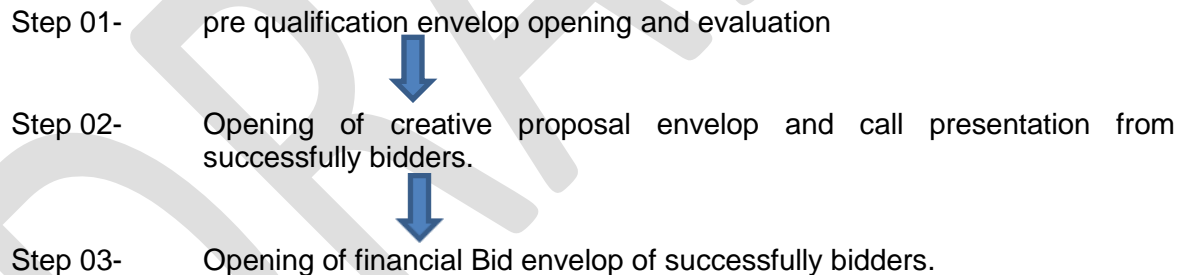 Step 01- pre qualification envelop opening and evaluation
Step 02- Opening of creative proposal envelop and call presentation from
successfully bidders.
Step 03- Opening of financial Bid envelop of successfully bidders.